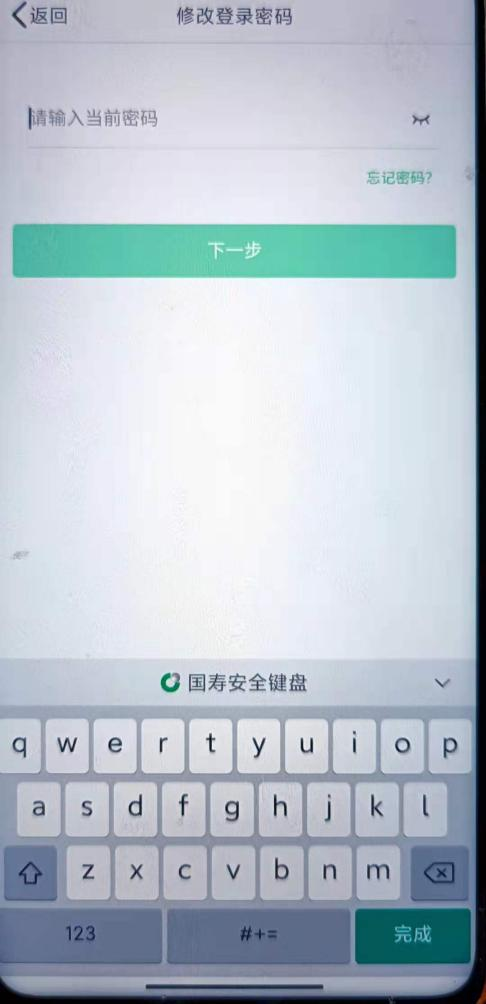 返回 修改登录密码
请输入当前密码
忘记密码?
下一步
国寿安全键盘
q w e r t y u i o p
a s d f g h j k l
z x c v b n m
123 #+= 完成